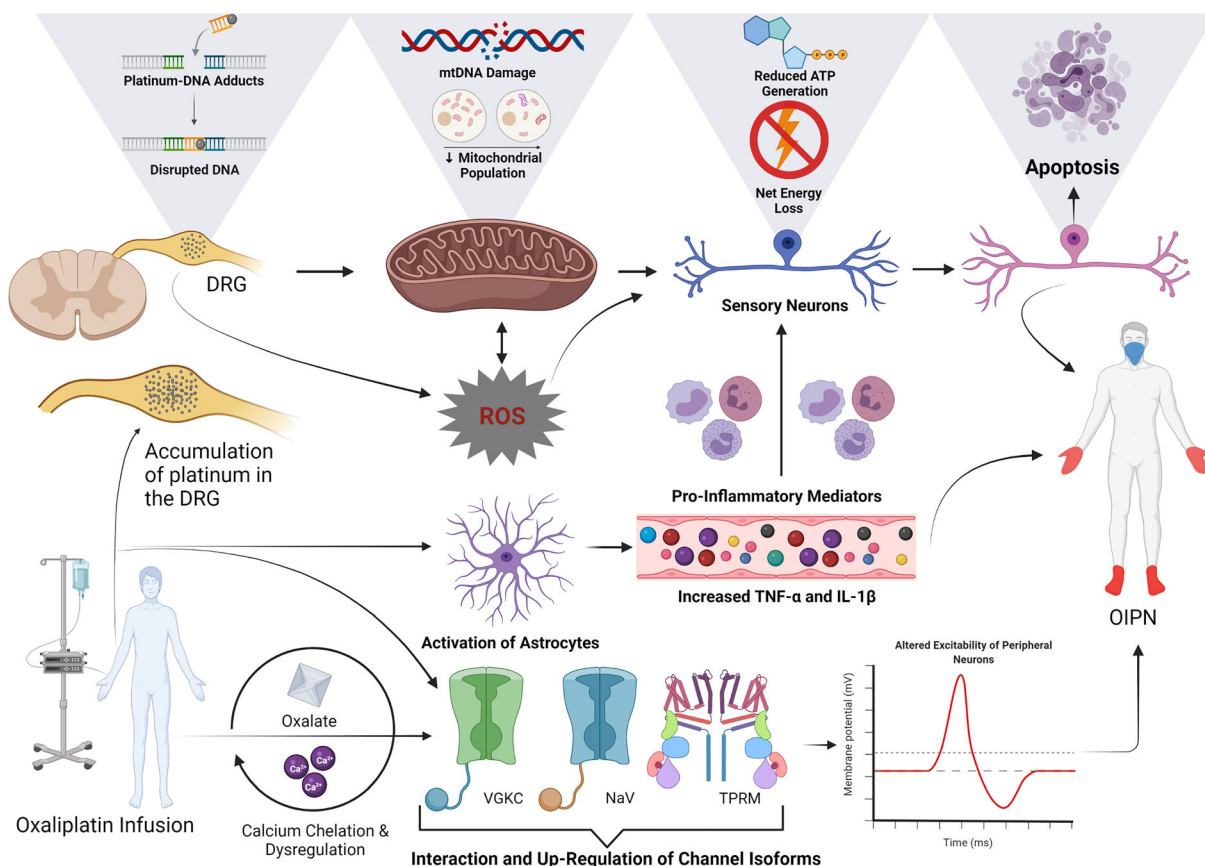 Platinum-DNA Adducts
Disrupted DNA
mtDNA Damage
↓ Mitochondrial
Population
Reduced ATP
Generation
P P P
Net Energy
Loss
Apoptosis
DRG
Sensory Neurons
ROS
Accumulation
of platinum in
the DRG
Pro-Inflammatory Mediators
Increased TNF-α and IL-1β
Activation of Astrocytes
OIPN
Oxaliplatin Infusion
Oxalate
Ca²⁺
Ca²⁺
Ca²⁺
Calcium Chelation &
Dysregulation
VGKC
NaV
TPRM
Interaction and Up-Regulation of Channel Isoforms
Altered Excitability of Peripheral
Neurons
Membrane potential (mV)
Time (ms)